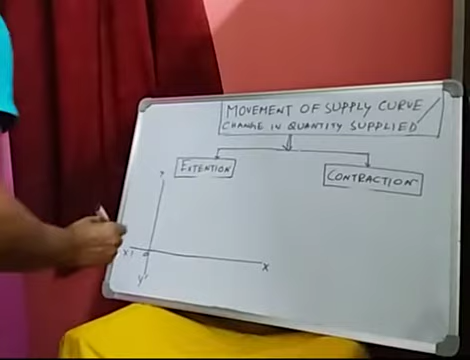 MOVEMENT OF SUPPLY CURVE /
CHANGE IN QUANTITY SUPPLIED
EXTENTION
CONTRACTION
X'
X
Y'